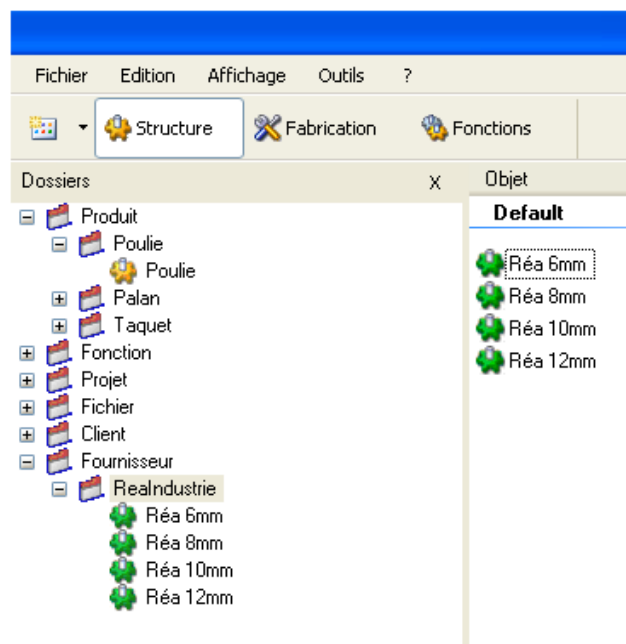 Fichier Edition Affichage Outils ?
Structure Fabrication Fonctions
Dossiers X
Produit
Poulie
Poulie
Palan
Taquet
Fonction
Projet
Fichier
Client
Fournisseur
RealIndustrie
Réa 6mm
Réa 8mm
Réa 10mm
Réa 12mm
Objet
Default
Réa 6mm
Réa 8mm
Réa 10mm
Réa 12mm